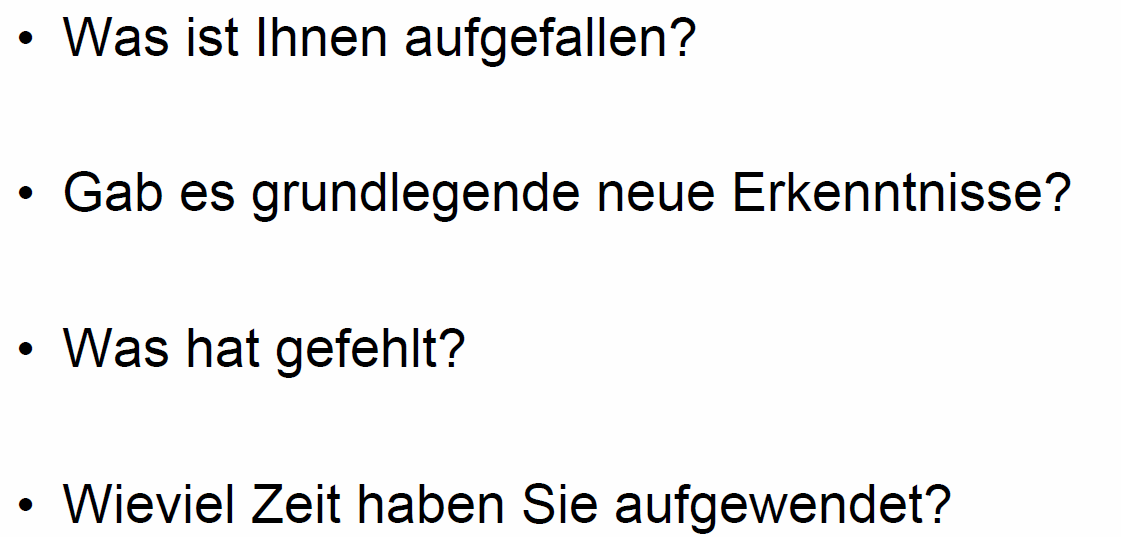 • Was ist Ihnen aufgefallen?
• Gab es grundlegende neue Erkenntnisse?
• Was hat gefehlt?
• Wieviel Zeit haben Sie aufgewendet?